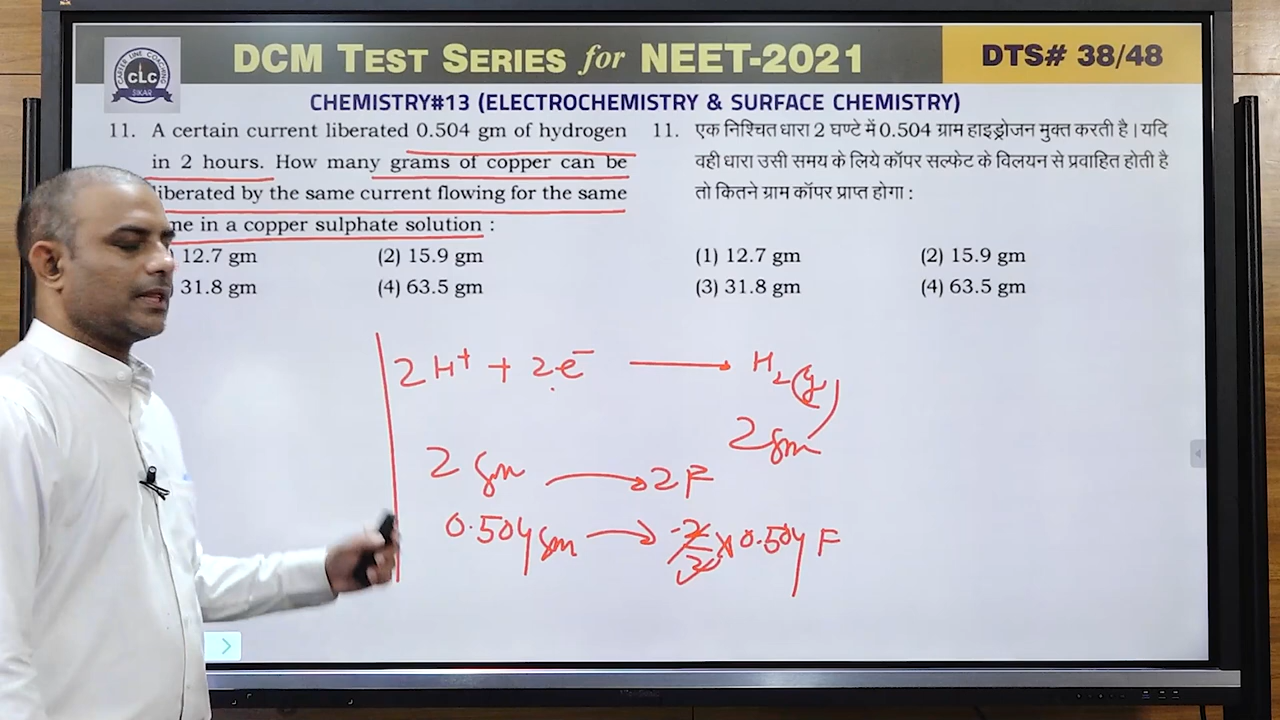 CAREER LINE COACHING
CLC
SIKAR
DCM TEST SERIES for NEET-2021
DTS# 38/48
CHEMISTRY#13 (ELECTROCHEMISTRY & SURFACE CHEMISTRY)
11. A certain current liberated 0.504 gm of hydrogen
in 2 hours. How many grams of copper can be
liberated by the same current flowing for the same
in a copper sulphate solution :
12.7 gm (2) 15.9 gm
31.8 gm (4) 63.5 gm
11. एक निश्चित धारा 2 घण्टे में 0.504 ग्राम हाइड्रोजन मुक्त करती है। यदि
वही धारा उसी समय के लिये कॉपर सल्फेट के विलयन से प्रवाहित होती है
तो कितने ग्राम कॉपर प्राप्त होगा :
(1) 12.7 gm (2) 15.9 gm
(3) 31.8 gm (4) 63.5 gm
2H⁺ + 2e⁻ → H₂(g)
2 gm
2 gm → 2F
0.504 gm → 2/2 × 0.504 F